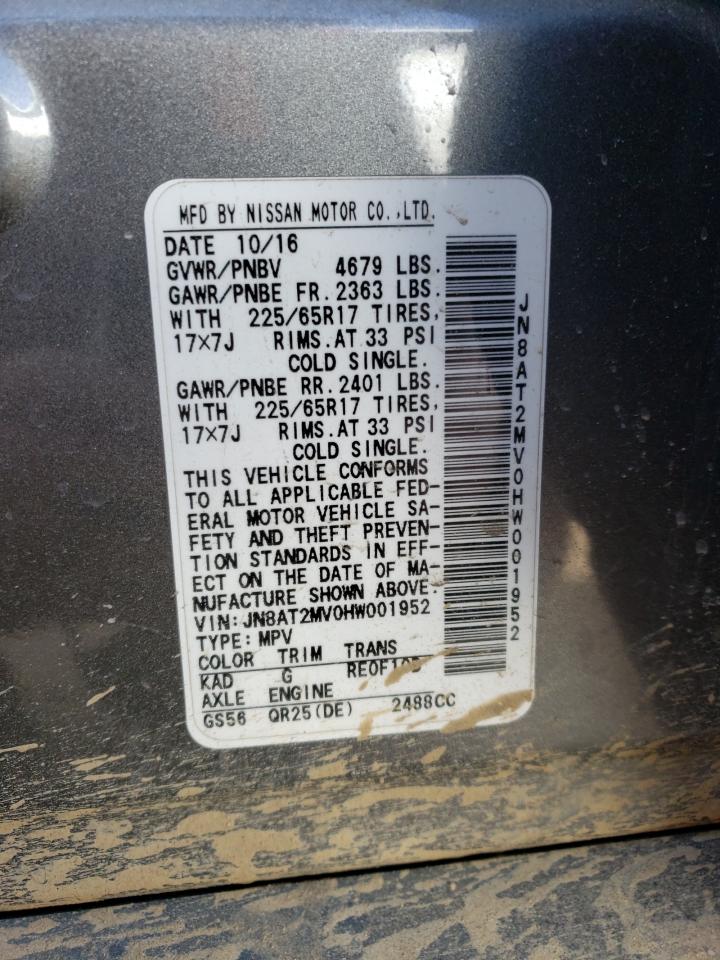 MFD BY NISSAN MOTOR CO.,LTD.
DATE 10/16
GVWR/PNBV 4679 LBS.
GAWR/PNBE FR.2363 LBS.
WITH 225/65R17 TIRES,
17×7J RIMS.AT 33 PSI
COLD SINGLE.
GAWR/PNBE RR.2401 LBS.
WITH 225/65R17 TIRES,
17×7J RIMS.AT 33 PSI
COLD SINGLE.
THIS VEHICLE CONFORMS
TO ALL APPLICABLE FED-
ERAL MOTOR VEHICLE SA-
FETY AND THEFT PREVEN-
TION STANDARDS IN EFF-
ECT ON THE DATE OF MA-
NUFACTURE SHOWN ABOVE.
VIN:JN8AT2MV0HW001952
TYPE:MPV
COLOR TRIM TRANS
KAD G
AXLE ENGINE
GS56 QR25(DE) 2488CC
JN8AT2MV0HW001952